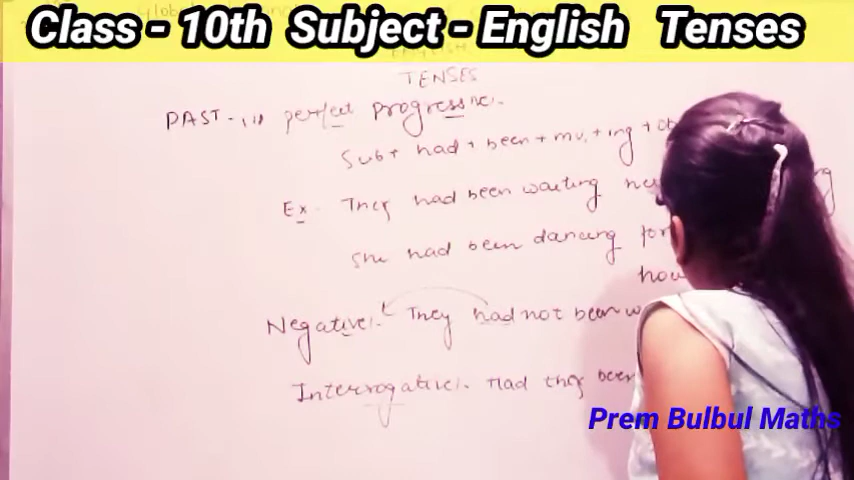 Class - 10th Subject - English Tenses
ENGLISH
TENSES
PAST - perfect progressive.
Sub + had + been + mv, + ing +
Ex - They had been waiting
She had been dancing for
Negative:- They had not been
Interrogative:- Had they been
Prem Bulbul Maths